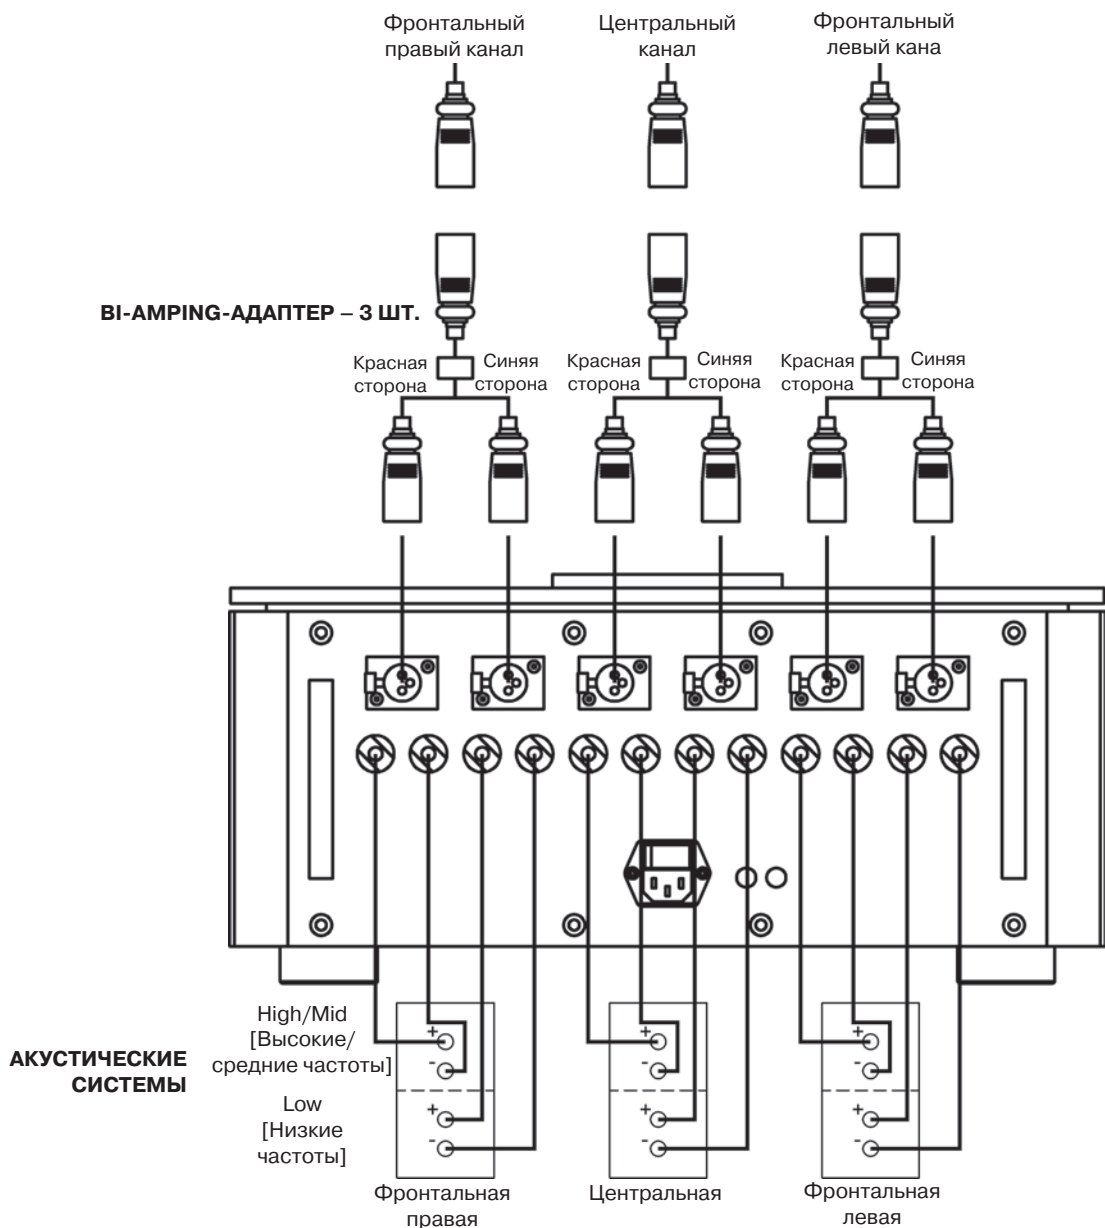 Фронтальный
правый канал
Центральный
канал
Фронтальный
левый кана
BI-AMPING-АДАПТЕР – 3 ШТ.
Красная
сторона
Синяя
сторона
Красная
сторона
Синяя
сторона
Красная
сторона
Синяя
сторона
АКУСТИЧЕСКИЕ
СИСТЕМЫ
High/Mid
[Высокие/
средние частоты]
Low
[Низкие
частоты]
+
-
+
-
+
-
+
-
+
-
+
-
Фронтальная
правая
Центральная
Фронтальная
левая